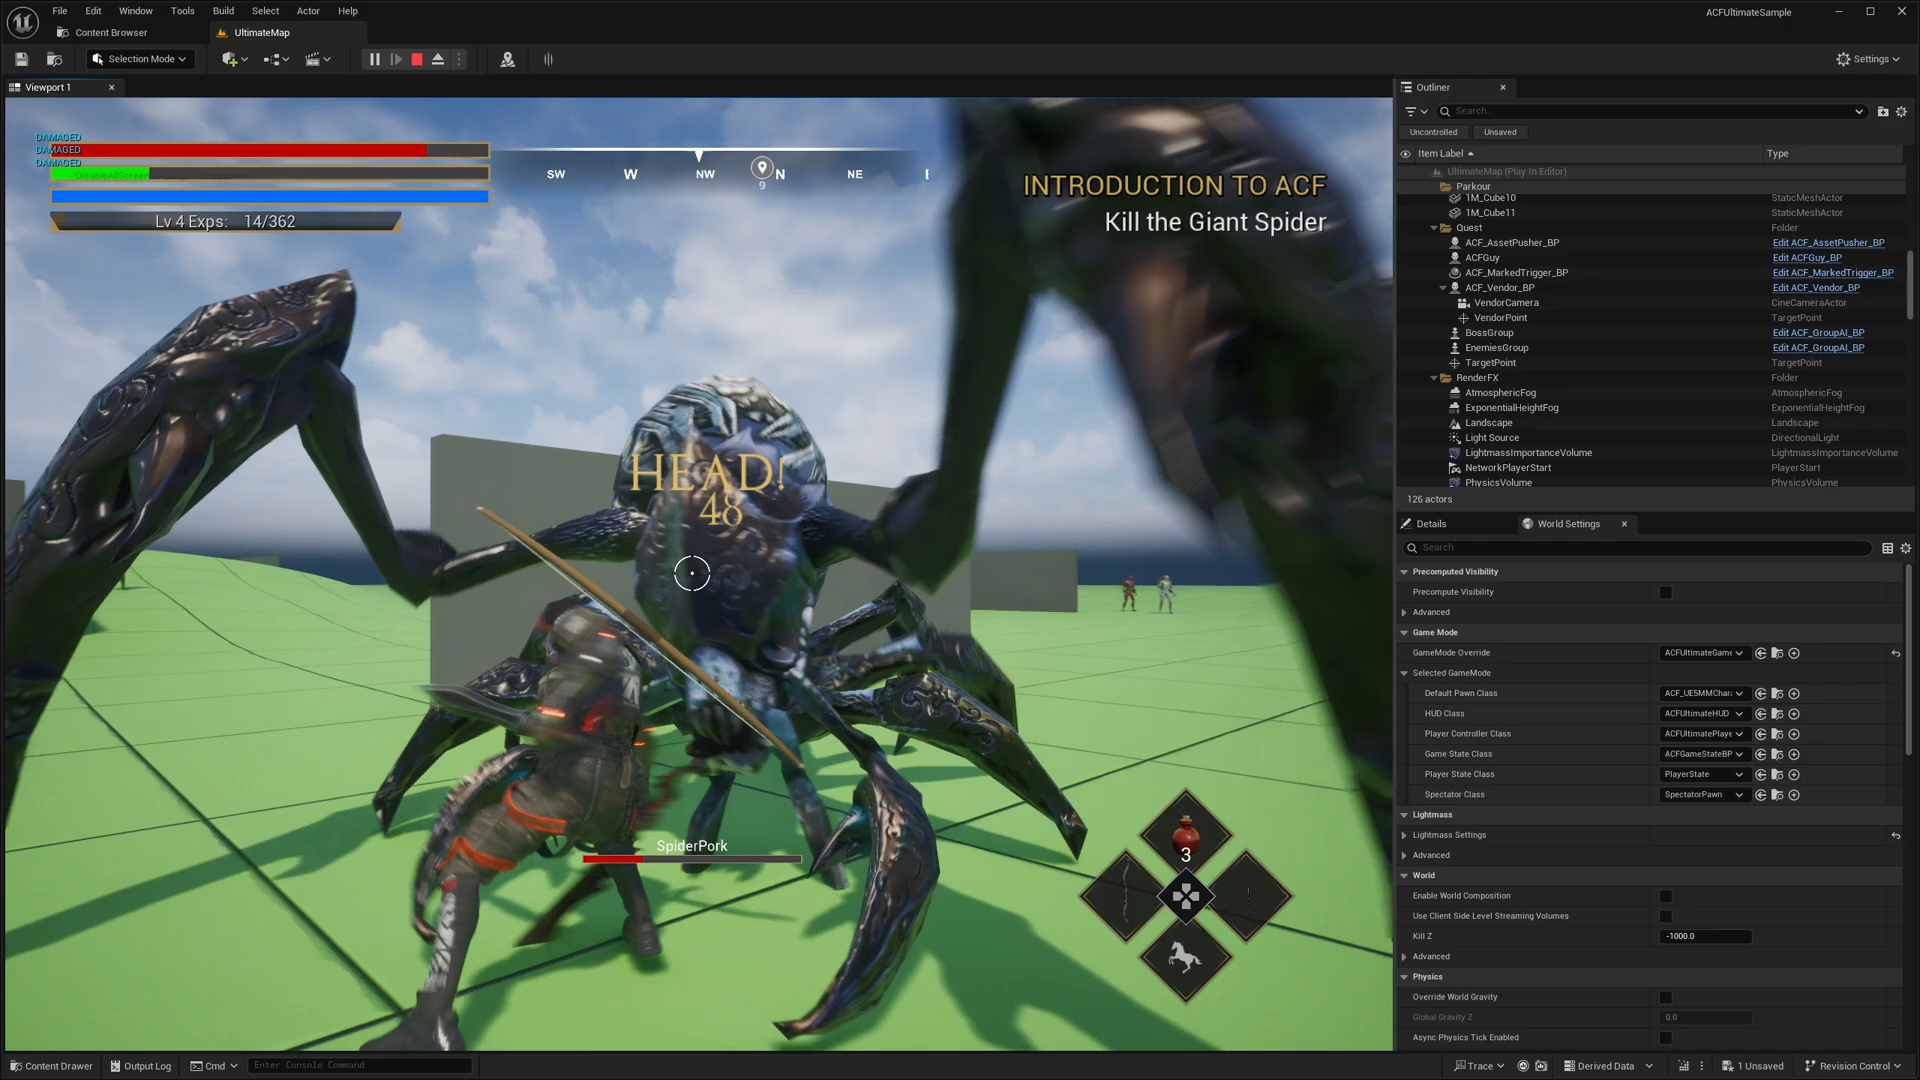 File Edit Window Tools Build Select Actor Help
ACFUltimateSample
Content Browser
UltimateMap
Selection Mode
Settings
Viewport 1
DAMAGED
DAMAGED
DAMAGED
DisableAllScreen
Lv 4 Exps: 14/362
SW W NW N NE
9
INTRODUCTION TO ACF
Kill the Giant Spider
HEAD!
48
SpiderPork
3
Outliner
Search...
Uncontrolled Unsaved
Item Label Type
UltimateMap (Play In Editor)
Parkour
1M_Cube10 StaticMeshActor
1M_Cube11 StaticMeshActor
Quest Folder
ACF_AssetPusher_BP Edit ACF_AssetPusher_BP
ACFGuy Edit ACFGuy_BP
ACF_MarkedTrigger_BP Edit ACF_MarkedTrigger_BP
ACF_Vendor_BP Edit ACF_Vendor_BP
VendorCamera CineCameraActor
VendorPoint TargetPoint
BossGroup Edit ACF_GroupAI_BP
EnemiesGroup Edit ACF_GroupAI_BP
TargetPoint TargetPoint
RenderFX Folder
AtmosphericFog AtmosphericFog
ExponentialHeightFog ExponentialHeightFog
Landscape Landscape
Light Source DirectionalLight
LightmassImportanceVolume LightmassImportanceVolume
NetworkPlayerStart PlayerStart
PhysicsVolume PhysicsVolume
126 actors
Details
World Settings
Search
Precomputed Visibility
Precompute Visibility
Advanced
Game Mode
GameMode Override ACFUltimateGame
Selected GameMode
Default Pawn Class ACF_UE5MMChar
HUD Class ACFUltimateHUD
Player Controller Class ACFUltimatePlaye
Game State Class ACFGameStateBP
Player State Class PlayerState
Spectator Class SpectatorPawn
Lightmass
Lightmass Settings
Advanced
World
Enable World Composition
Use Client Side Level Streaming Volumes
Kill Z -1000.0
Advanced
Physics
Override World Gravity
Global Gravity Z 0.0
Async Physics Tick Enabled
Content Drawer Output Log Cmd Enter Console Command
Trace Derived Data 1 Unsaved Revision Control